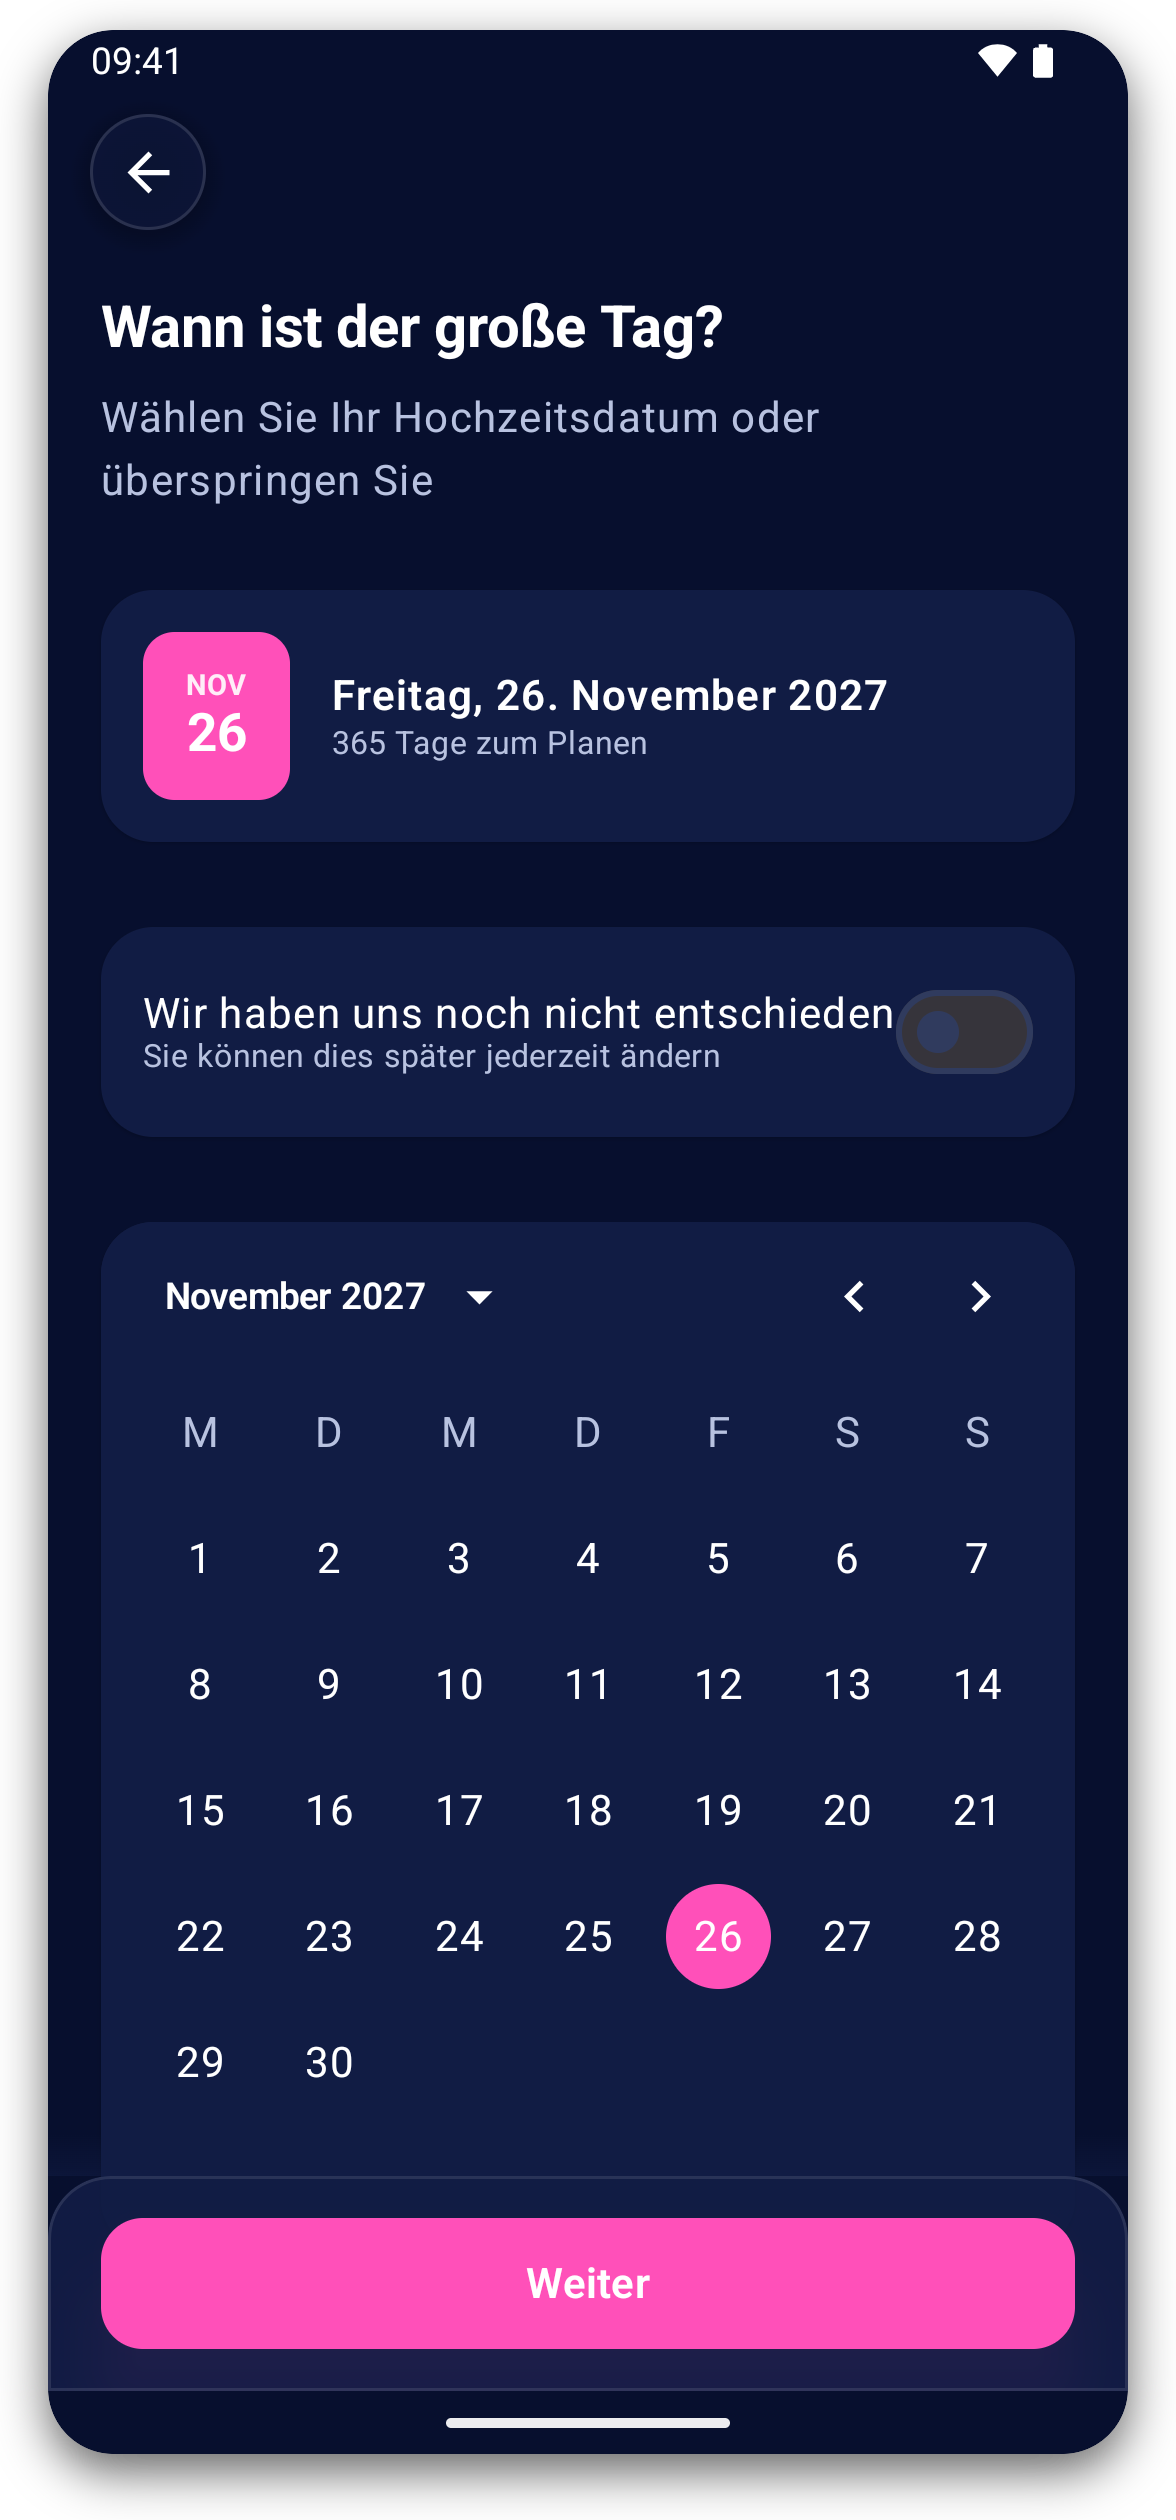 09:41
Wann ist der große Tag?
Wählen Sie Ihr Hochzeitsdatum oder
überspringen Sie
NOV
26
Freitag, 26. November 2027
365 Tage zum Planen
Wir haben uns noch nicht entschieden
Sie können dies später jederzeit ändern
November 2027
M D M D F S S
1 2 3 4 5 6 7
8 9 10 11 12 13 14
15 16 17 18 19 20 21
22 23 24 25 26 27 28
29 30
Weiter